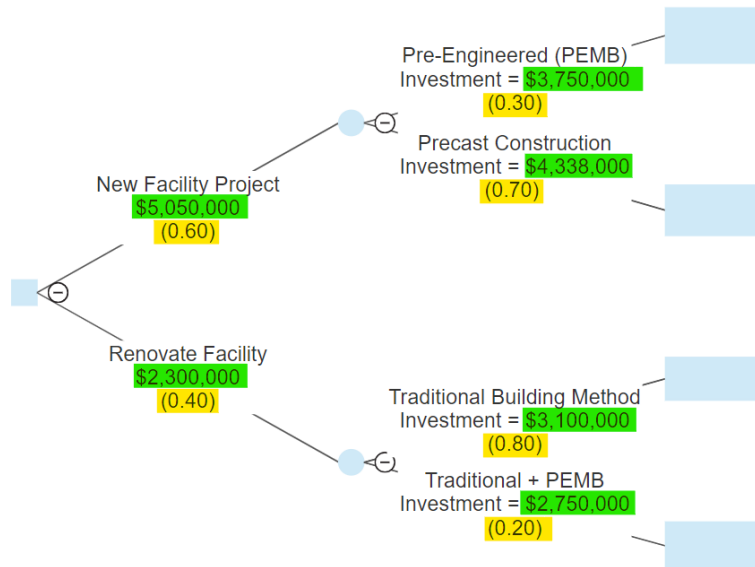 Pre-Engineered (PEMB)
Investment = $3,750,000
(0.30)
Precast Construction
Investment = $4,338,000
(0.70)
New Facility Project
$5,050,000
(0.60)
Renovate Facility
$2,300,000
(0.40)
Traditional Building Method
Investment = $3,100,000
(0.80)
Traditional + PEMB
Investment = $2,750,000
(0.20)